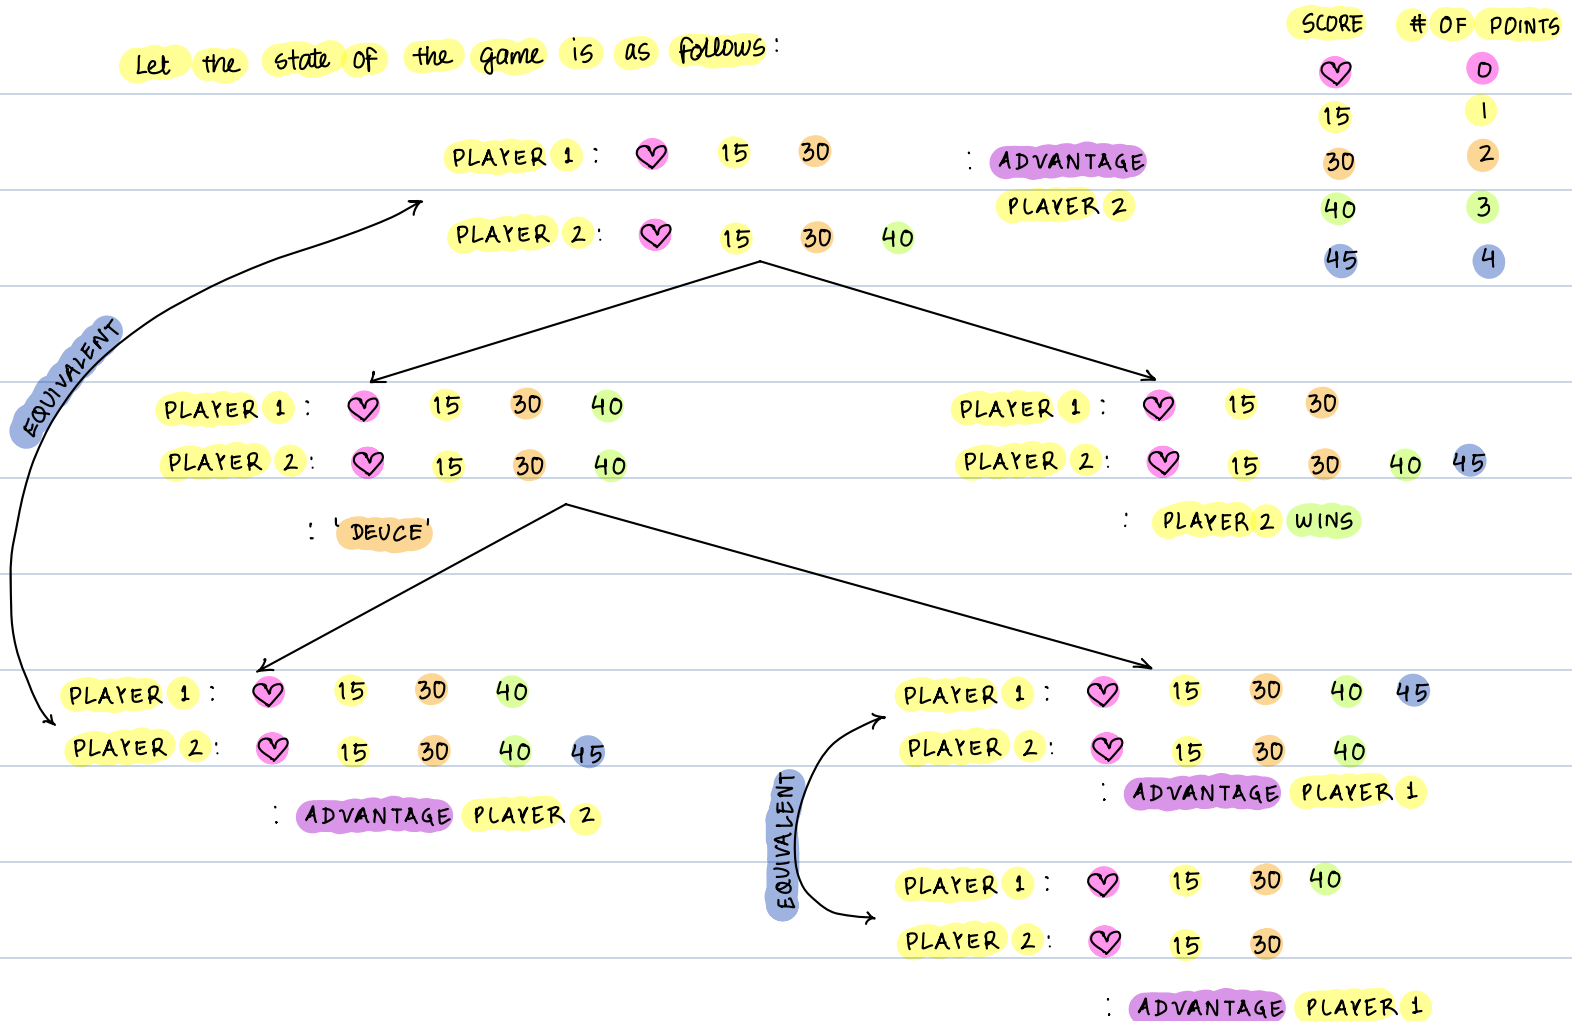 Let the state of the game is as follows:
SCORE # OF POINTS
♡ 0
15 1
30 2
40 3
45 4
PLAYER 1 : ♡ 15 30
PLAYER 2 : ♡ 15 30 40
: ADVANTAGE
PLAYER 2
EQUIVALENT
PLAYER 1 : ♡ 15 30 40
PLAYER 2 : ♡ 15 30 40
: 'DEUCE'
PLAYER 1 : ♡ 15 30
PLAYER 2 : ♡ 15 30 40 45
: PLAYER 2 WINS
PLAYER 1 : ♡ 15 30 40
PLAYER 2 : ♡ 15 30 40 45
: ADVANTAGE PLAYER 2
PLAYER 1 : ♡ 15 30 40 45
PLAYER 2 : ♡ 15 30 40
: ADVANTAGE PLAYER 1
EQUIVALENT
PLAYER 1 : ♡ 15 30 40
PLAYER 2 : ♡ 15 30
: ADVANTAGE PLAYER 1